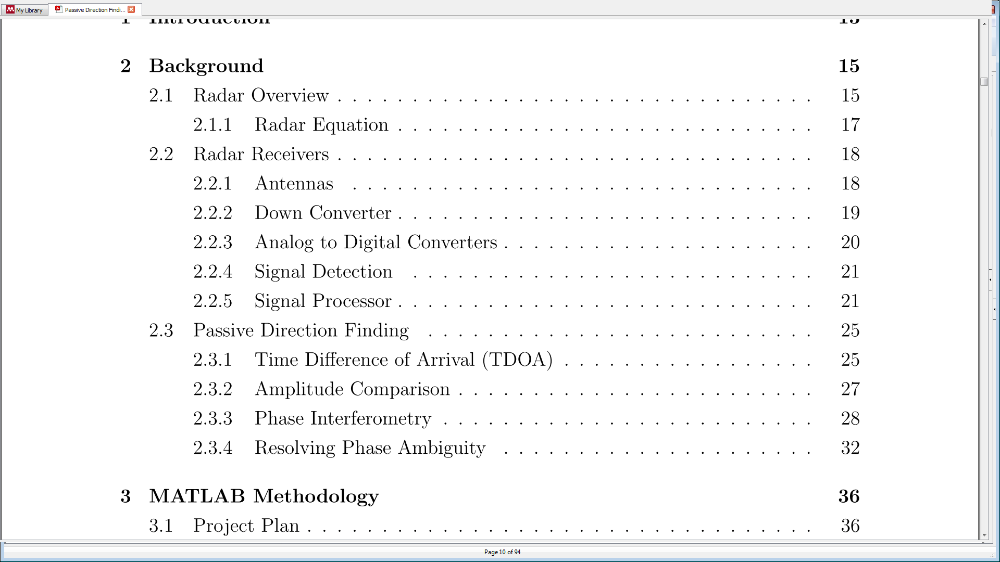 My Library
Passive Direction Findi...
1 Introduction 13
2 Background 15
2.1 Radar Overview . . . . . . . . . . . . . . . . . . . . . . . . . . . . . . . . 15
2.1.1 Radar Equation . . . . . . . . . . . . . . . . . . . . . . . . . . . . 17
2.2 Radar Receivers . . . . . . . . . . . . . . . . . . . . . . . . . . . . . . . . 18
2.2.1 Antennas . . . . . . . . . . . . . . . . . . . . . . . . . . . . . . . 18
2.2.2 Down Converter . . . . . . . . . . . . . . . . . . . . . . . . . . . . 19
2.2.3 Analog to Digital Converters . . . . . . . . . . . . . . . . . . . . . 20
2.2.4 Signal Detection . . . . . . . . . . . . . . . . . . . . . . . . . . . 21
2.2.5 Signal Processor . . . . . . . . . . . . . . . . . . . . . . . . . . . . 21
2.3 Passive Direction Finding . . . . . . . . . . . . . . . . . . . . . . . . . . 25
2.3.1 Time Difference of Arrival (TDOA) . . . . . . . . . . . . . . . . . 25
2.3.2 Amplitude Comparison . . . . . . . . . . . . . . . . . . . . . . . . 27
2.3.3 Phase Interferometry . . . . . . . . . . . . . . . . . . . . . . . . . 28
2.3.4 Resolving Phase Ambiguity . . . . . . . . . . . . . . . . . . . . . 32
3 MATLAB Methodology 36
3.1 Project Plan . . . . . . . . . . . . . . . . . . . . . . . . . . . . . . . . . . 36
Page 10 of 94